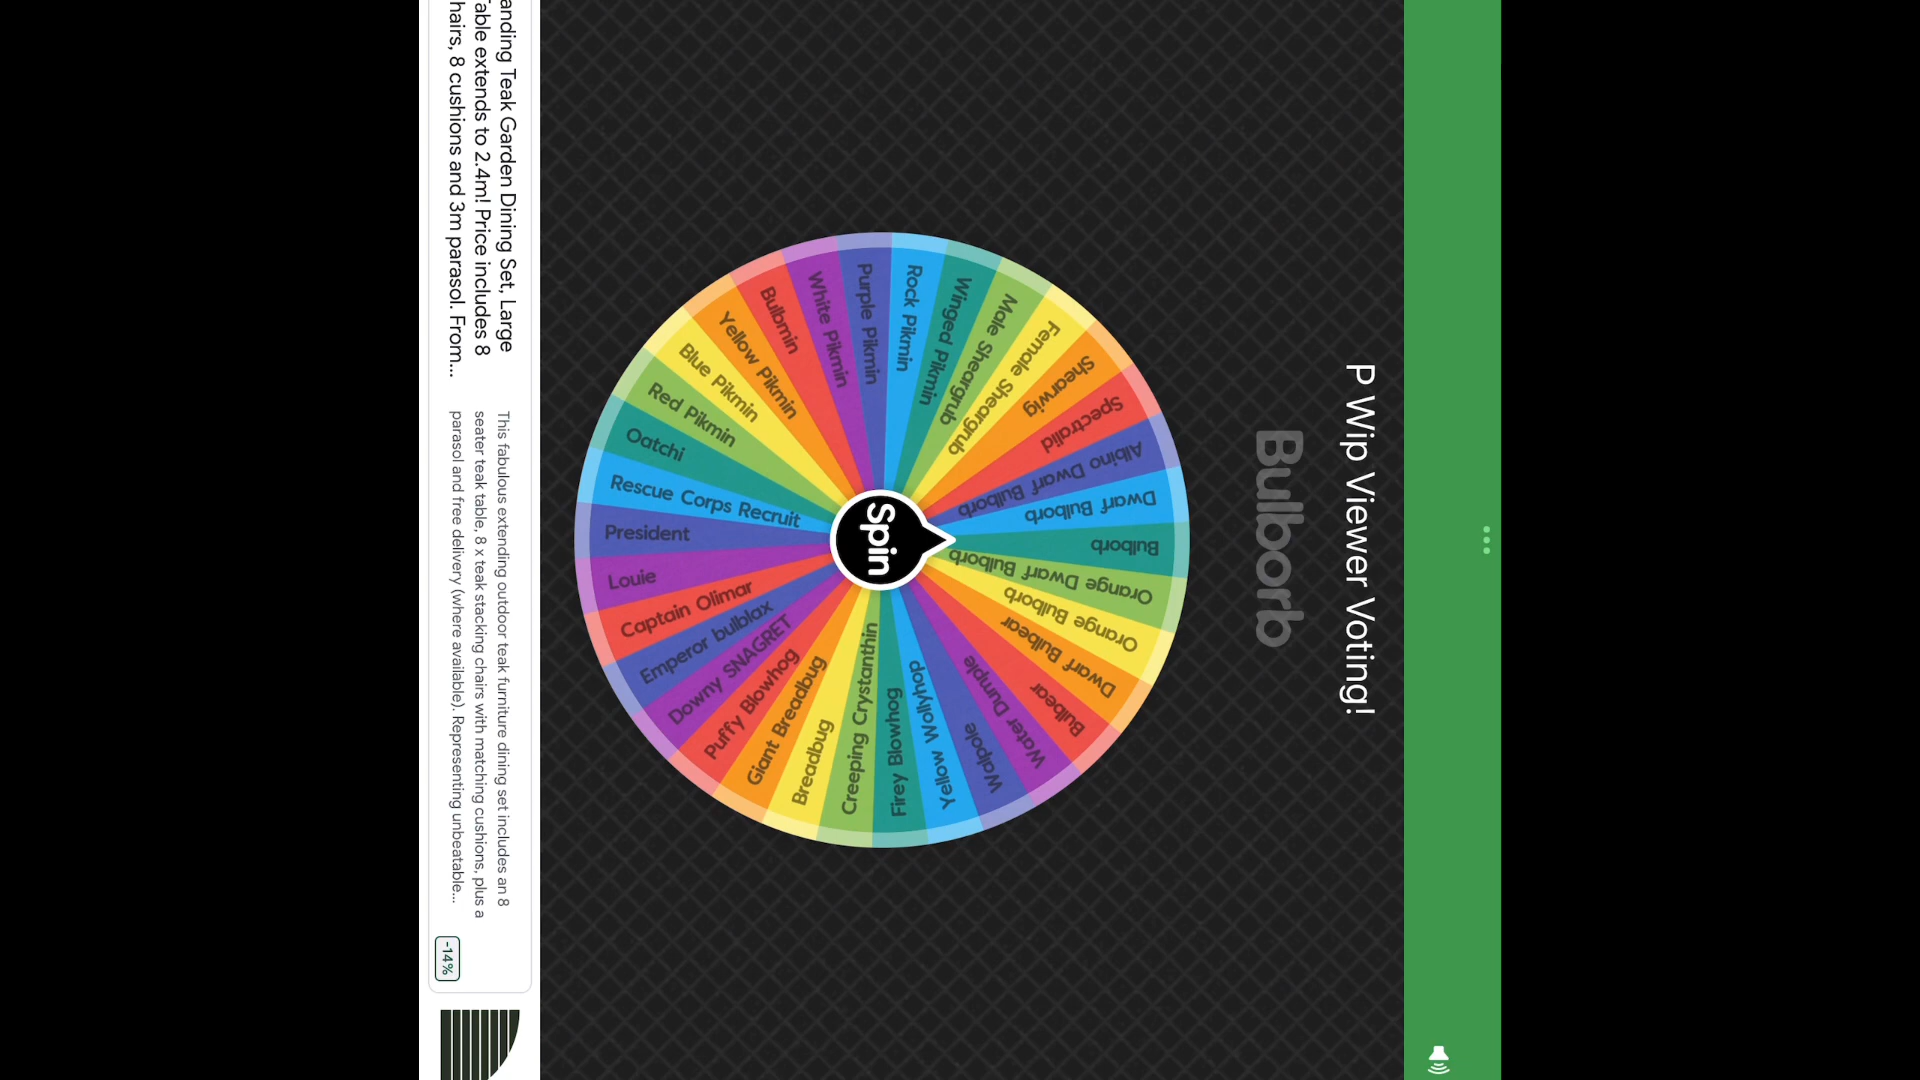 P Wip Viewer Voting!
Bulborb
Spin
Bulborb
Orange Dwarf Bulborb
Orange Bulborb
Dwarf Bulbear
Bulbear
Water Dumple
Walpole
Yellow Wollyhop
Firey Blowhog
Creeping Crystanthin
Breadbug
Giant Breadbug
Puffy Blowhog
Downy SNAGRET
Emperor bulblax
Captain Olimar
Louie
President
Rescue Corps Recruit
Oatchi
Red Pikmin
Blue Pikmin
Yellow Pikmin
Bulbmin
White Pikmin
Purple Pikmin
Rock Pikmin
Winged Pikmin
Male Sheargrub
Female Sheargrub
Shearwig
Spectralid
Albino Dwarf Bulborb
Dwarf Bulborb
anding Teak Garden Dining Set, Large
able extends to 2.4m! Price includes 8
hairs, 8 cushions and 3m parasol. From...
This fabulous extending outdoor teak furniture dining set includes an 8
seater teak table, 8 x teak stacking chairs with matching cushions, plus a
parasol and free delivery (where available). Representing unbeatable...
-14%